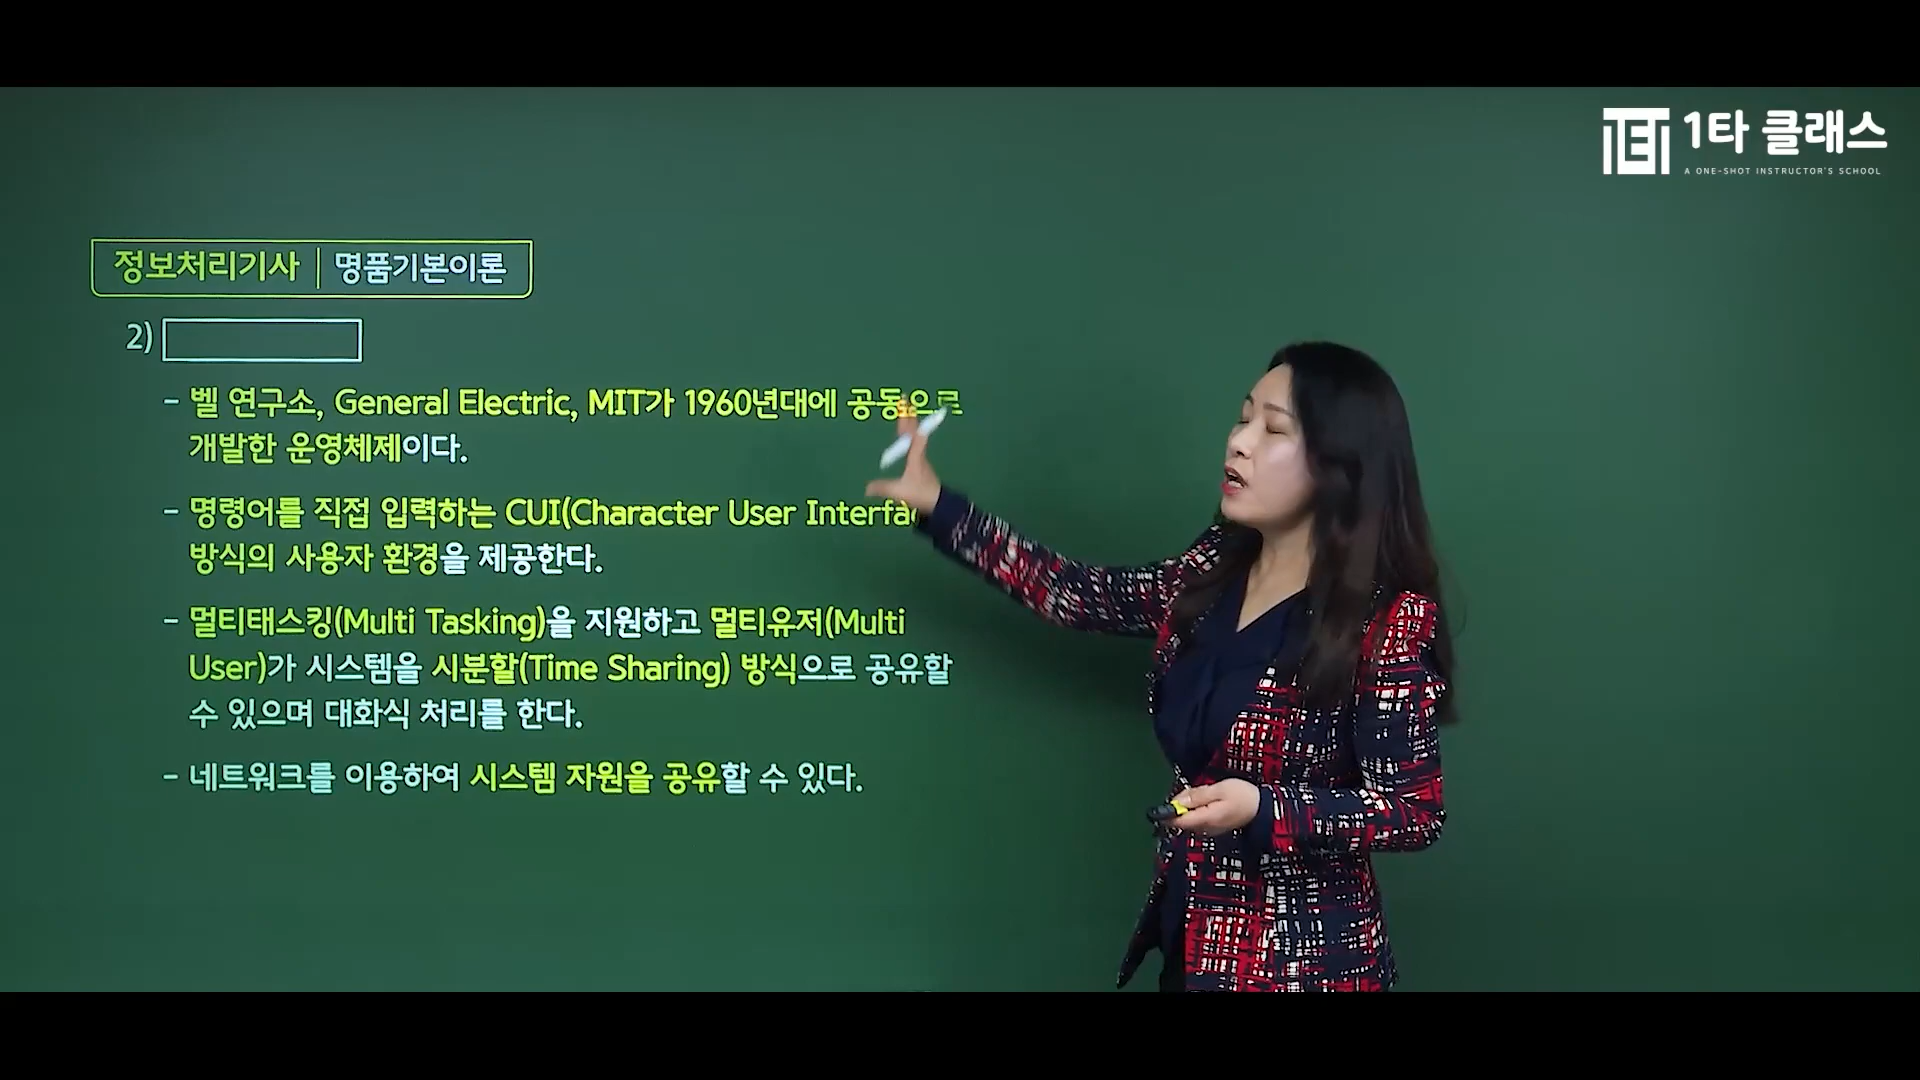 1타 클래스
A ONE-SHOT INSTRUCTOR'S SCHOOL
정보처리기사 | 명품기본이론
2)
- 벨 연구소, General Electric, MIT가 1960년대에 공동으로
개발한 운영체제이다.
- 명령어를 직접 입력하는 CUI(Character User
방식의 사용자 환경을 제공한다.
- 멀티태스킹(Multi Tasking)을 지원하고 멀티유저(Multi
User)가 시스템을 시분할(Time Sharing) 방식으로 공유할
수 있으며 대화식 처리를 한다.
- 네트워크를 이용하여 시스템 자원을 공유할 수 있다.